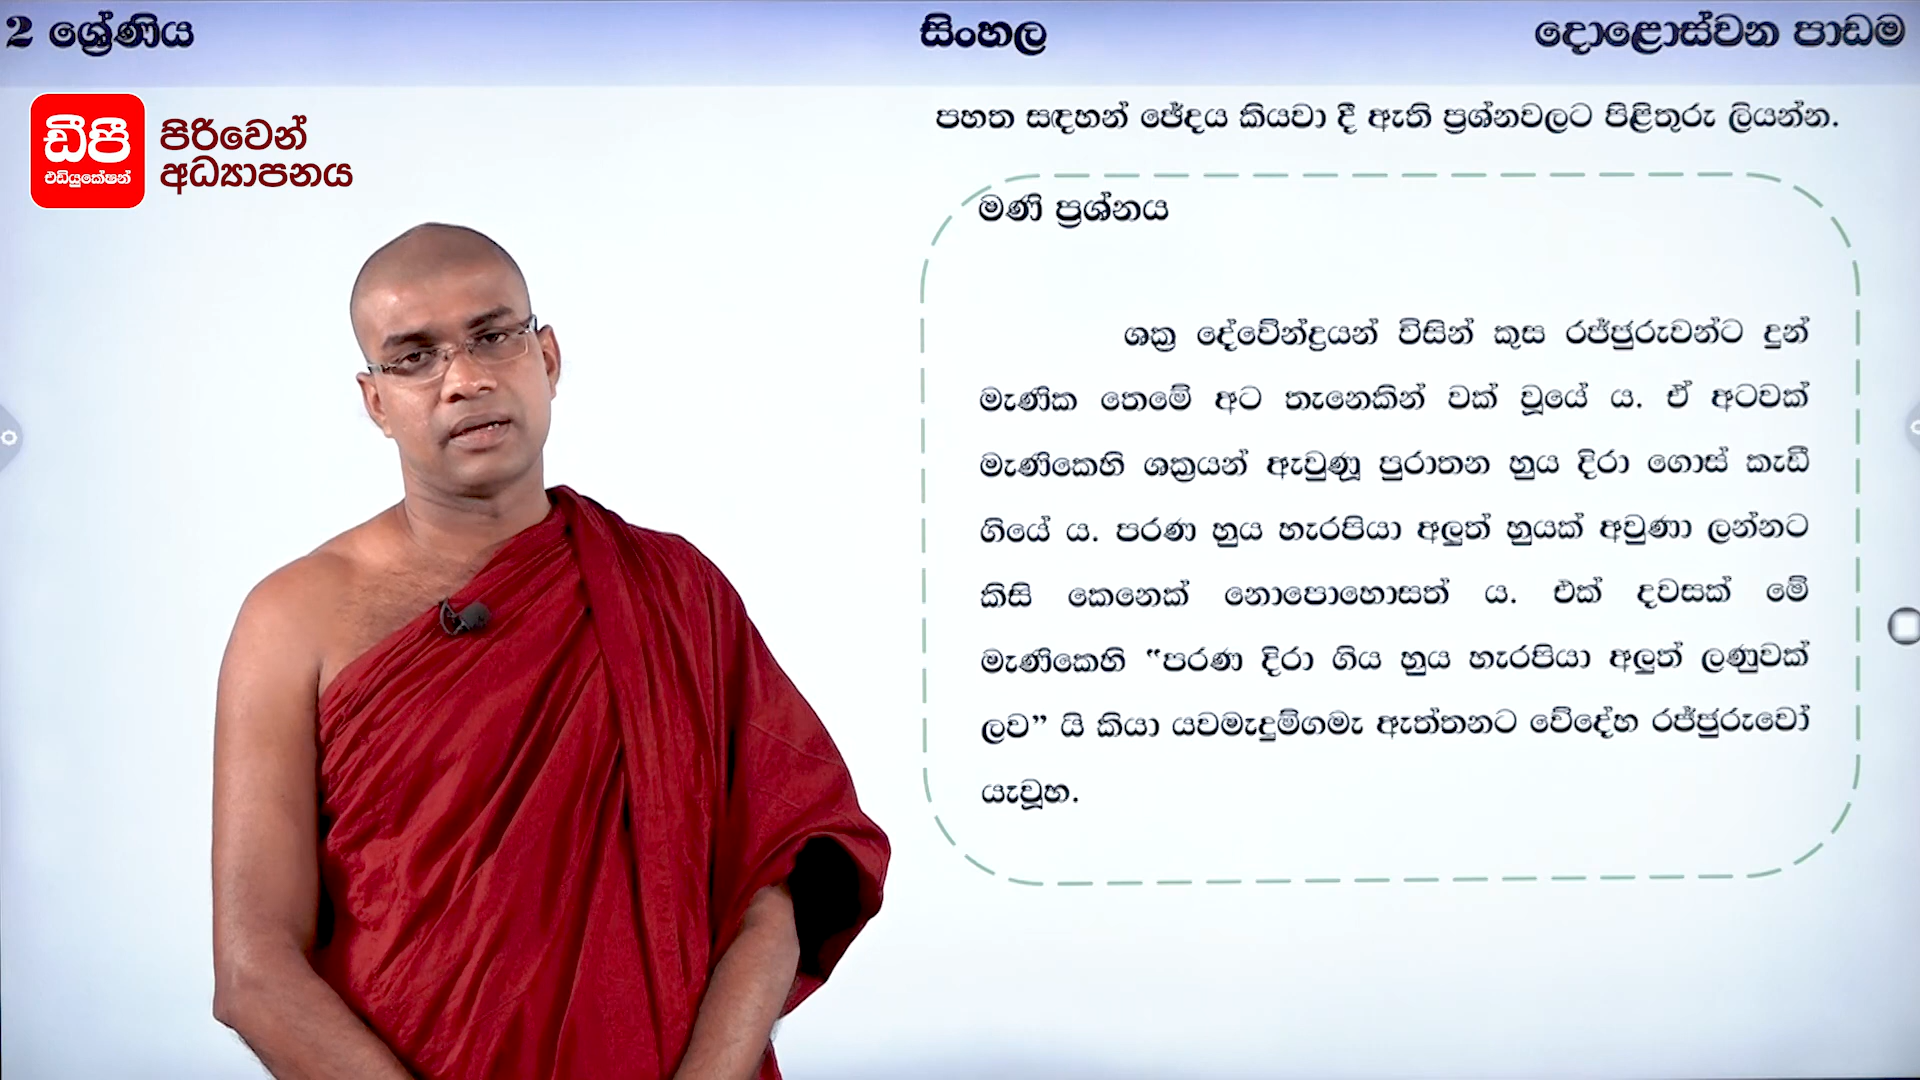 2 ශ්‍රේණිය
සිංහල
දොළොස්වන පාඩම
ඩීපී
එඩියුකේෂන්
පිරිවෙන්
අධ්‍යාපනය
පහත සඳහන් ඡේදය කියවා දී ඇති ප්‍රශ්නවලට පිළිතුරු ලියන්න.
මණි ප්‍රශ්නය
ශක්‍ර දේවේන්ද්‍රයන් විසින් කුස රජ්ජුරුවන්ට දුන්
මැණික තෙමේ අට තැනෙකින් වක් වූයේ ය. ඒ අටවක්
මැණිකෙහි ශක්‍රයන් ඇවුණූ පුරාතන හුය දිරා ගොස් කැඩී
ගියේ ය. පරණ හුය හැරපියා අලුත් හුයක් අවුණා ලන්නට
කිසි කෙනෙක් නොපොහොසත් ය. එක් දවසක් මේ
මැණිකෙහි “පරණ දිරා ගිය හුය හැරපියා අලුත් ලණුවක්
ලව” යි කියා යවමැදුම්ගමැ ඇත්තනට වේදේහ රජ්ජුරුවෝ
යැවූහ.